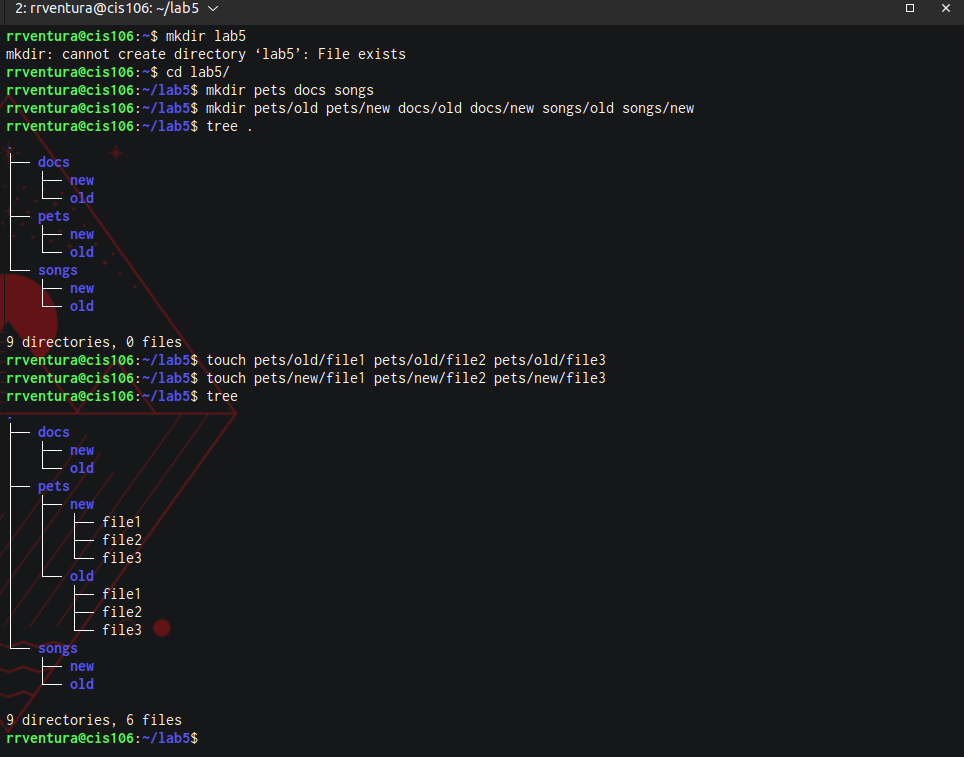 2: rrventura@cis106: ~/lab5
rrventura@cis106:~$ mkdir lab5
mkdir: cannot create directory ‘lab5’: File exists
rrventura@cis106:~$ cd lab5/
rrventura@cis106:~/lab5$ mkdir pets docs songs
rrventura@cis106:~/lab5$ mkdir pets/old pets/new docs/old docs/new songs/old songs/new
rrventura@cis106:~/lab5$ tree .
.
├── docs
│   ├── new
│   └── old
├── pets
│   ├── new
│   └── old
└── songs
    ├── new
    └── old
9 directories, 0 files
rrventura@cis106:~/lab5$ touch pets/old/file1 pets/old/file2 pets/old/file3
rrventura@cis106:~/lab5$ touch pets/new/file1 pets/new/file2 pets/new/file3
rrventura@cis106:~/lab5$ tree
.
├── docs
│   ├── new
│   └── old
├── pets
│   ├── new
│   │   ├── file1
│   │   ├── file2
│   │   └── file3
│   └── old
│       ├── file1
│       ├── file2
│       └── file3
└── songs
    ├── new
    └── old
9 directories, 6 files
rrventura@cis106:~/lab5$